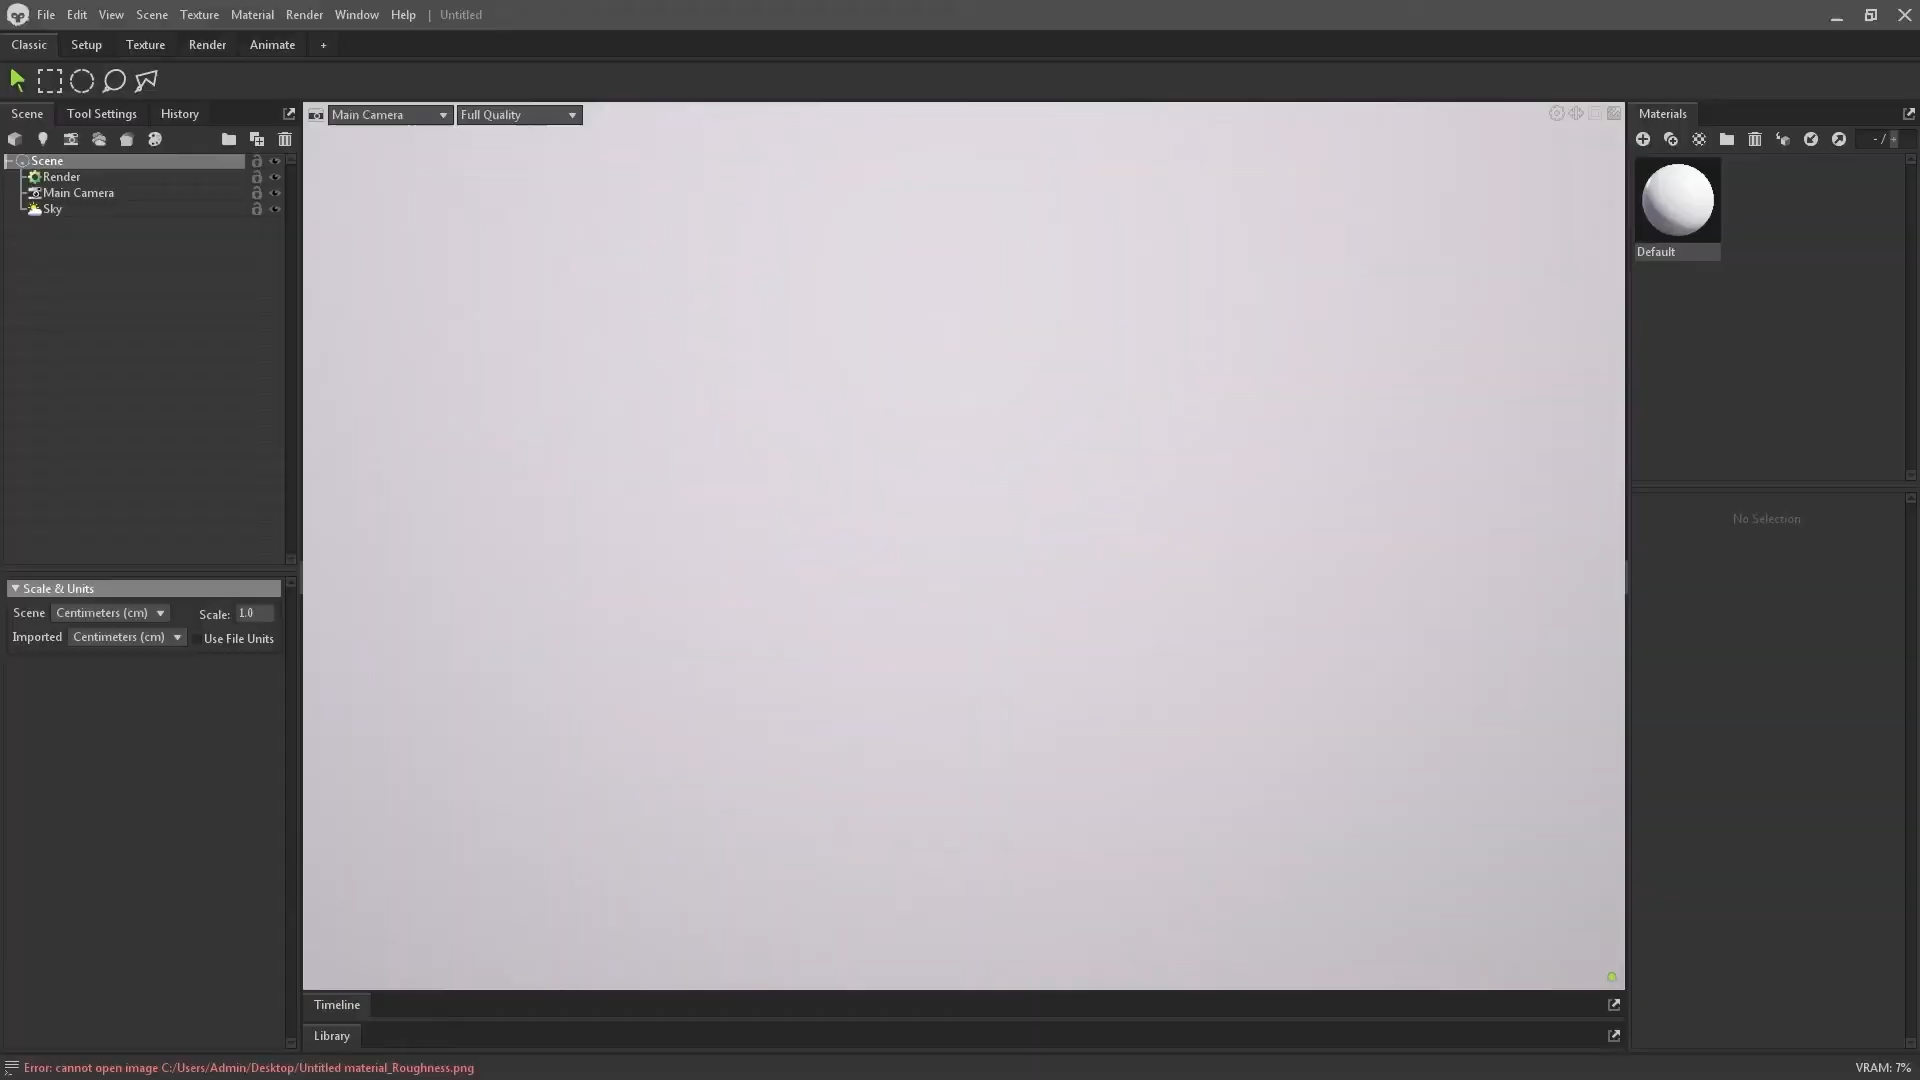 File Edit View Scene Texture Material Render Window Help | Untitled
Classic Setup Texture Render Animate +
Scene Tool Settings History
Main Camera Full Quality
Materials
- /
Scene
Render
Main Camera
Sky
Default
No Selection
Scale & Units
Scene Centimeters (cm) Scale: 1.0
Imported Centimeters (cm) Use File Units
Timeline
Library
Error: cannot open image C:/Users/Admin/Desktop/Untitled material_Roughness.png
VRAM: 7%